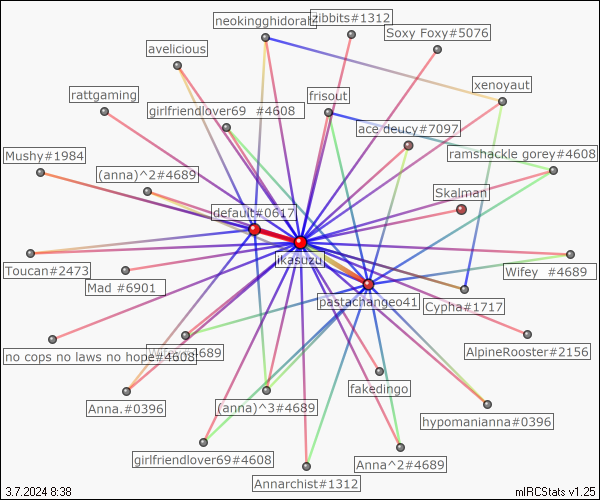 neokingghidorah
zibbits#1312
Soxy Foxy#5076
avelicious
xenoyaut
rattgaming
frisout
girlfriendlover69 #4608
ace deucy#7097
Mushy#1984
ramshackle gorey#4608
(anna)^2#4689
Skalman
default#0617
ikasuzu
Toucan#2473
Wifey #4689
Mad #6901
pastachangeo41
Cypha#1717
no cops no laws no hope#4608
AlpineRooster#2156
fakedingo
Anna.#0396
(anna)^3#4689
hypomanianna#0396
girlfriendlover69#4608
Anna^2#4689
Annarchist#1312
3.7.2024 8:38
mIRCStats v1.25